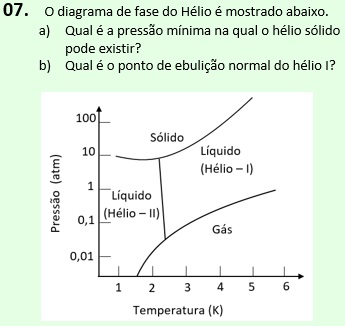 07. O diagrama de fase do Hélio é mostrado abaixo.
a) Qual é a pressão mínima na qual o hélio sólido
pode existir?
b) Qual é o ponto de ebulição normal do hélio I?
100
Sólido
10
Líquido
(Hélio – I)
Pressão (atm)
1
Líquido
0,1
(Hélio – II)
Gás
0,01
1 2 3 4 5 6
Temperatura (K)